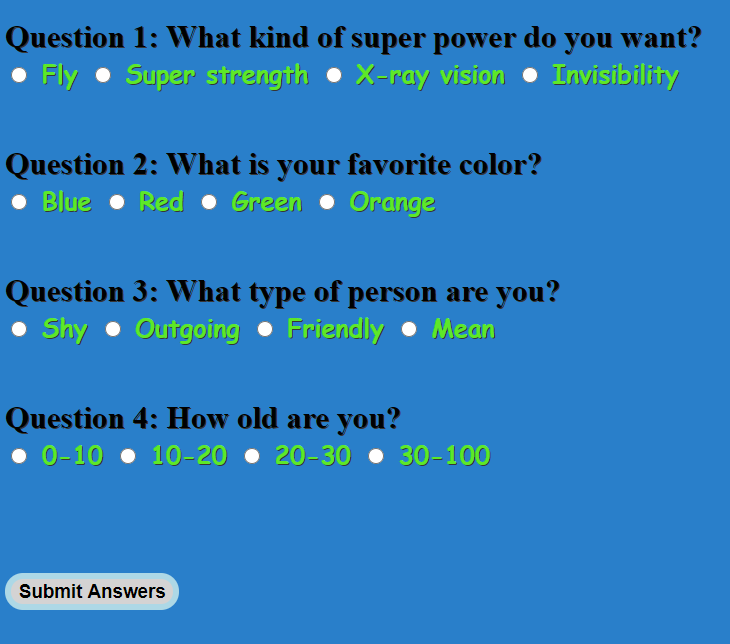 Question 1: What kind of super power do you want?
Fly Super strength X-ray vision Invisibility
Question 2: What is your favorite color?
Blue Red Green Orange
Question 3: What type of person are you?
Shy Outgoing Friendly Mean
Question 4: How old are you?
0-10 10-20 20-30 30-100
Submit Answers